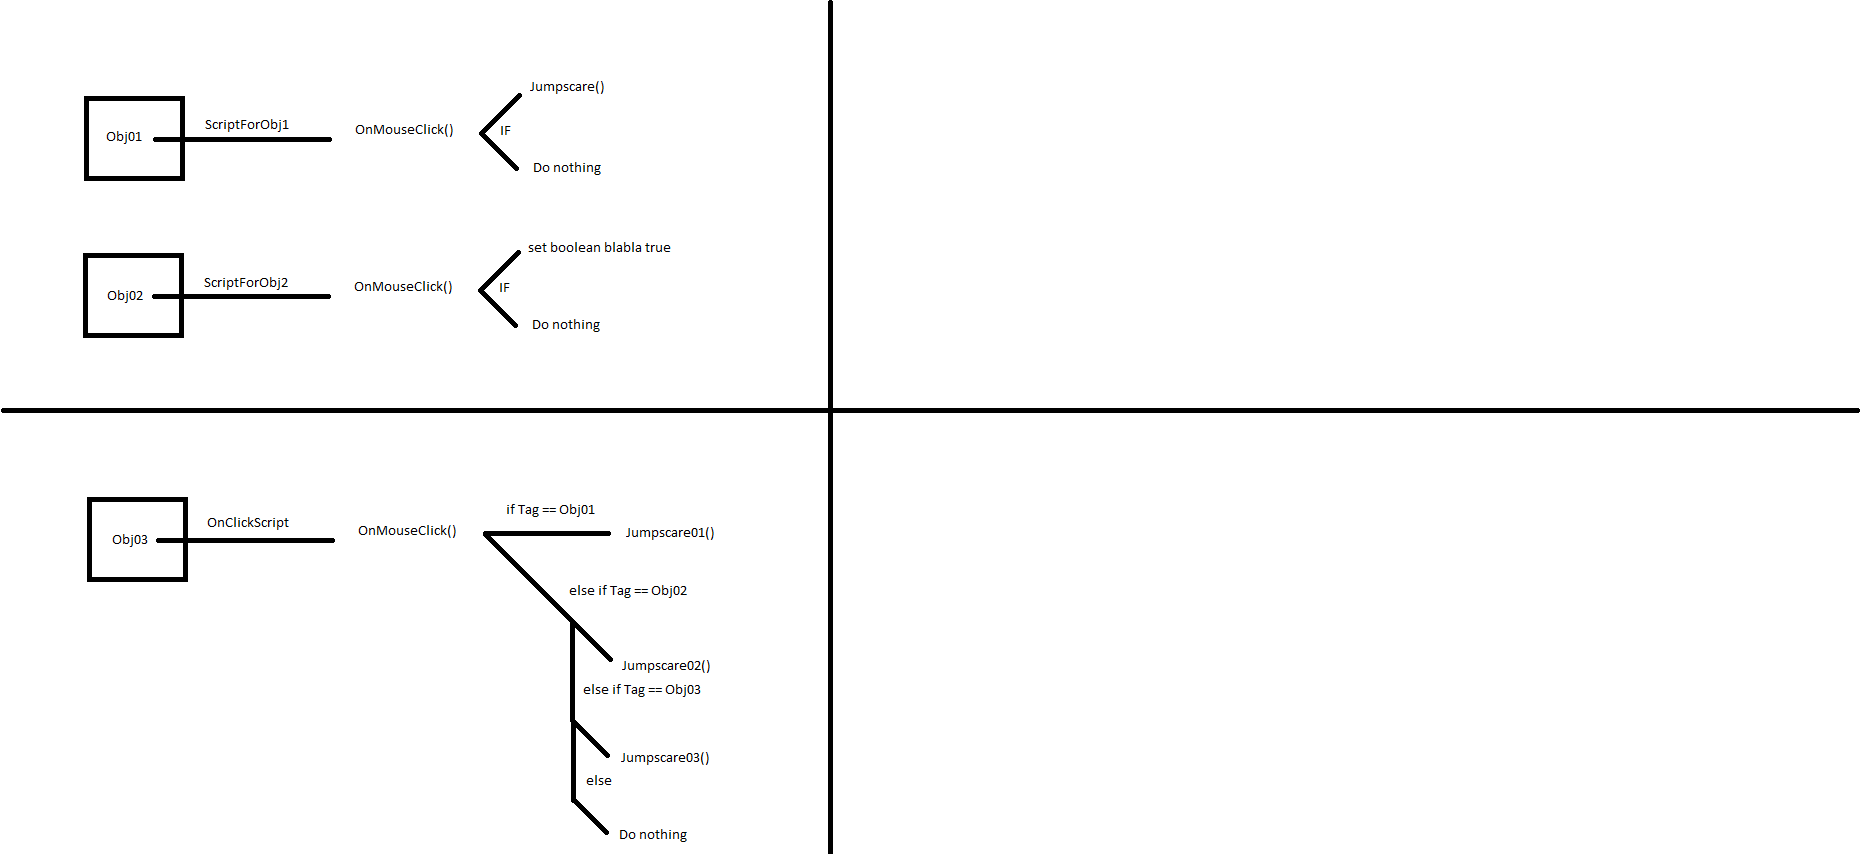 Jumpscare()
Obj01
ScriptForObj1
OnMouseClick()
IF
Do nothing
set boolean blabla true
Obj02
ScriptForObj2
OnMouseClick()
IF
Do nothing
Obj03
OnClickScript
OnMouseClick()
if Tag == Obj01
Jumpscare01()
else if Tag == Obj02
Jumpscare02()
else if Tag == Obj03
Jumpscare03()
else
Do nothing